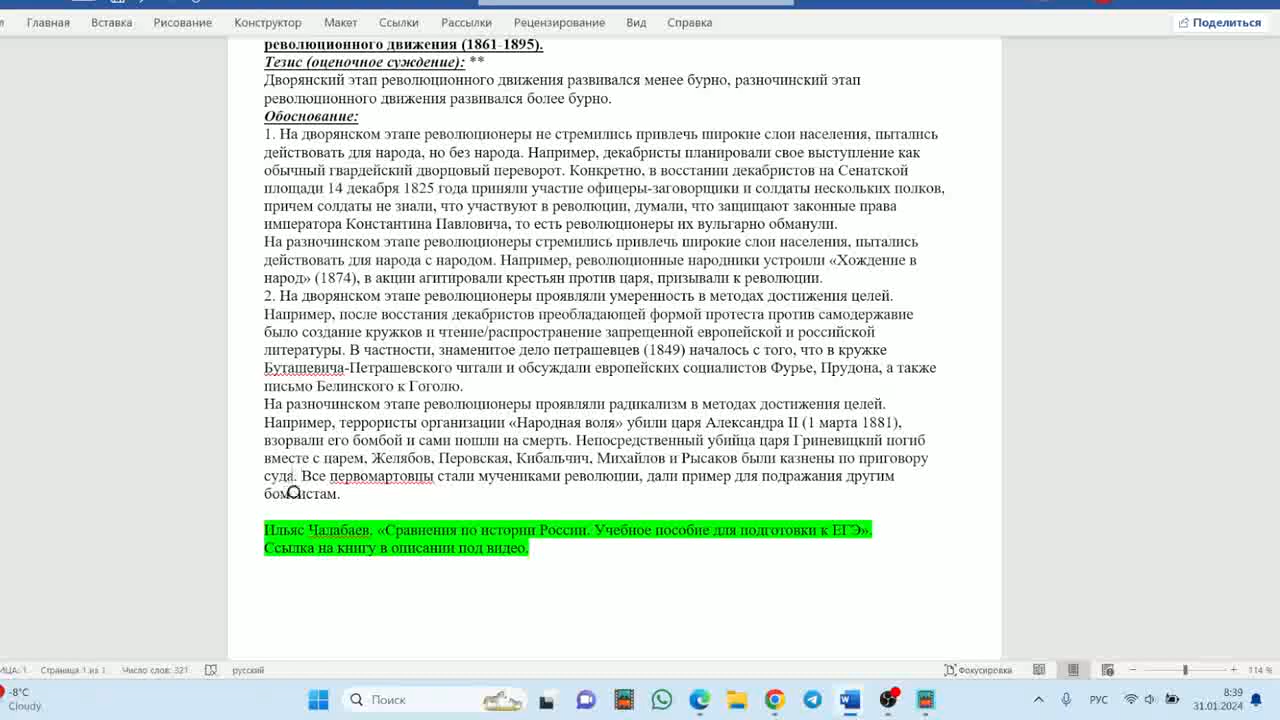 Главная Вставка Рисование Конструктор Макет Ссылки Рассылки Рецензирование Вид Справка Поделиться
революционного движения (1861-1895).
Тезис (оценочное суждение): **
Дворянский этап революционного движения развивался менее бурно, разночинский этап
революционного движения развивался более бурно.
Обоснование:
1. На дворянском этапе революционеры не стремились привлечь широкие слои населения, пытались
действовать для народа, но без народа. Например, декабристы планировали свое выступление как
обычный гвардейский дворцовый переворот. Конкретно, в восстании декабристов на Сенатской
площади 14 декабря 1825 года приняли участие офицеры-заговорщики и солдаты нескольких полков,
причем солдаты не знали, что участвуют в революции, думали, что защищают законные права
императора Константина Павловича, то есть революционеры их вульгарно обманули.
На разночинском этапе революционеры стремились привлечь широкие слои населения, пытались
действовать для народа с народом. Например, революционные народники устроили «Хождение в
народ» (1874), в акции агитировали крестьян против царя, призывали к революции.
2. На дворянском этапе революционеры проявляли умеренность в методах достижения целей.
Например, после восстания декабристов преобладающей формой протеста против самодержавие
было создание кружков и чтение/распространение запрещенной европейской и российской
литературы. В частности, знаменитое дело петрашевцев (1849) началось с того, что в кружке
Буташевича-Петрашевского читали и обсуждали европейских социалистов Фурье, Прудона, а также
письмо Белинского к Гоголю.
На разночинском этапе революционеры проявляли радикализм в методах достижения целей.
Например, террористы организации «Народная воля» убили царя Александра II (1 марта 1881),
взорвали его бомбой и сами пошли на смерть. Непосредственный убийца царя Гриневицкий погиб
вместе с царем, Желябов, Перовская, Кибальчич, Михайлов и Рысаков были казнены по приговору
суда. Все первомартовцы стали мучениками революции, дали пример для подражания другим
бомбистам.
Ильяс Чалабаев. «Сравнения по истории России. Учебное пособие для подготовки к ЕГЭ».
Ссылка на книгу в описании под видео.
Страница 1 из 1 Число слов: 321 русский Фокусировка 114 %
-8°C
Cloudy
Поиск
РУС
8:39
31.01.2024